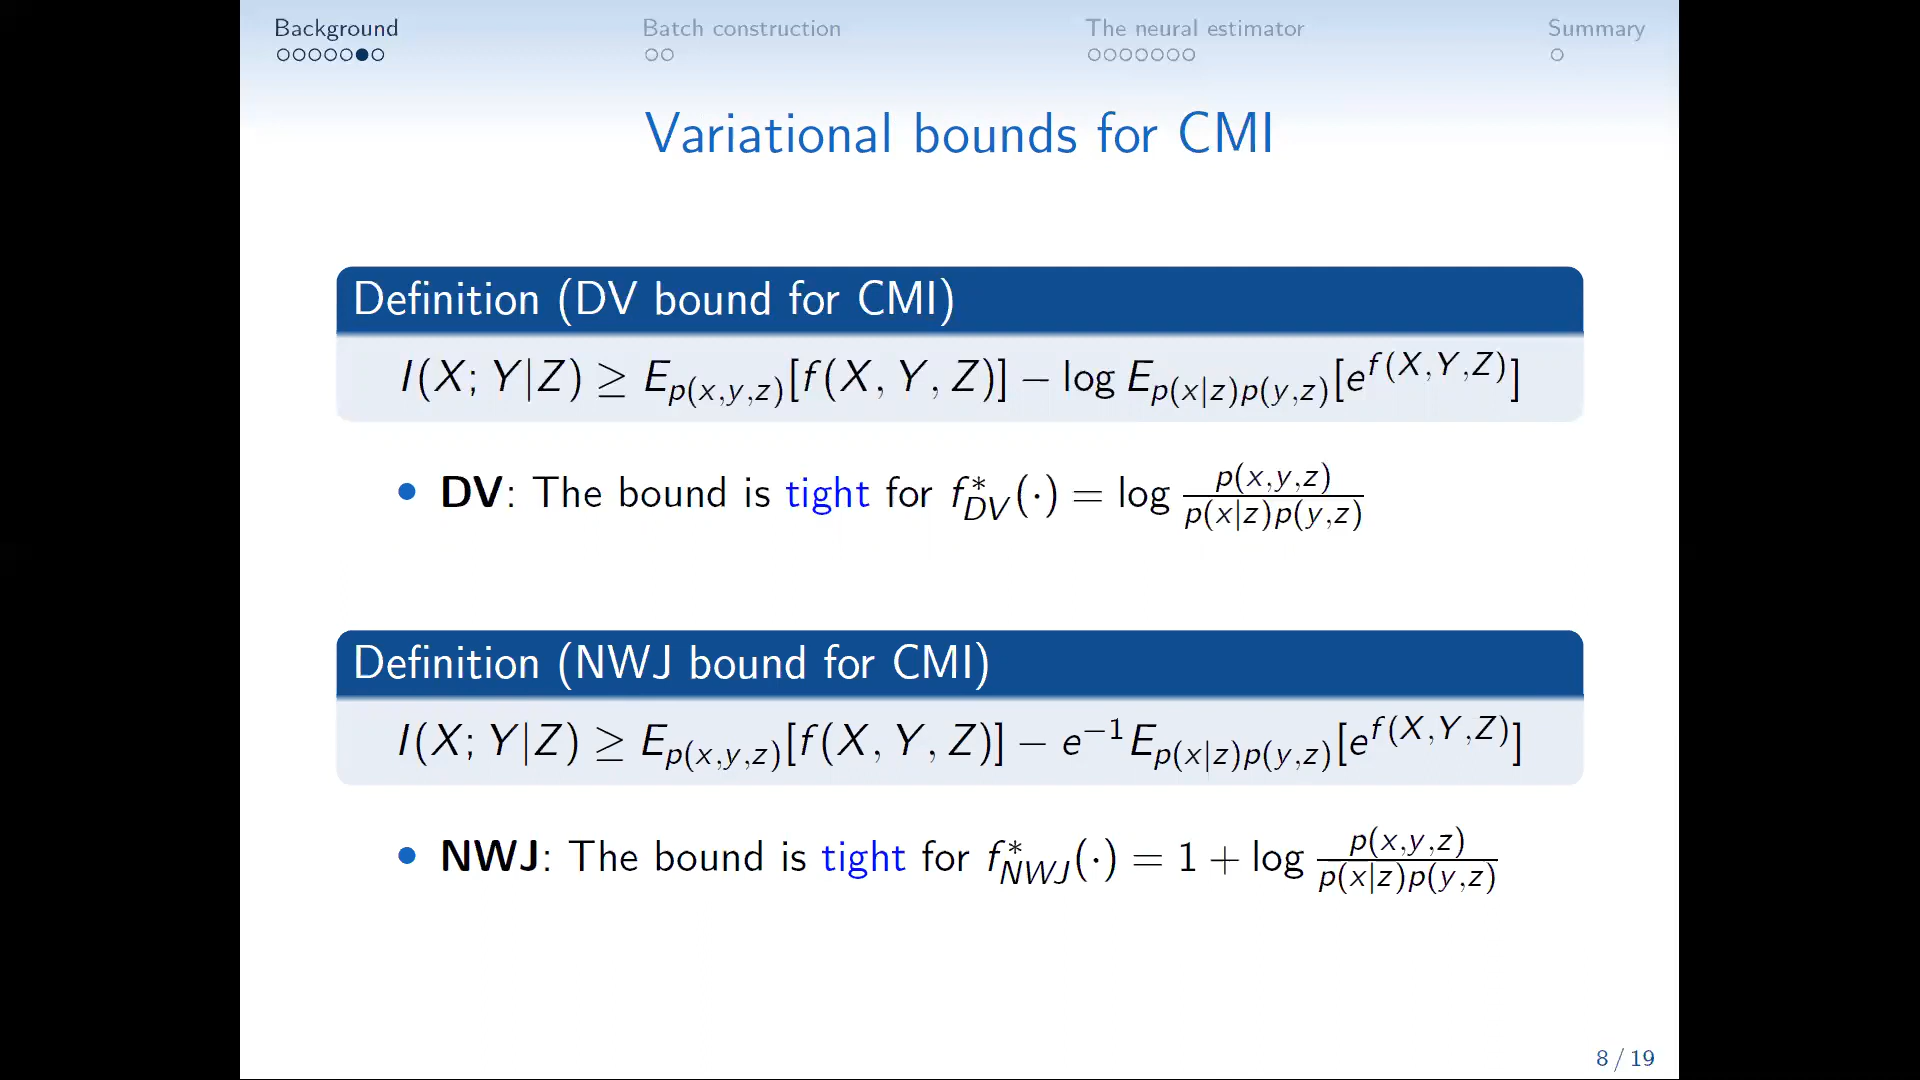 Background Batch construction The neural estimator Summary
Variational bounds for CMI
Definition (DV bound for CMI)
I(X; Y|Z) ≥ E_{p(x,y,z)}[f(X, Y, Z)] − log E_{p(x|z)p(y,z)}[e^{f(X,Y,Z)}]
• DV: The bound is tight for f*_{DV}(·) = log \frac{p(x,y,z)}{p(x|z)p(y,z)}
Definition (NWJ bound for CMI)
I(X; Y|Z) ≥ E_{p(x,y,z)}[f(X, Y, Z)] − e^{−1}E_{p(x|z)p(y,z)}[e^{f(X,Y,Z)}]
• NWJ: The bound is tight for f*_{NWJ}(·) = 1 + log \frac{p(x,y,z)}{p(x|z)p(y,z)}
8 / 19